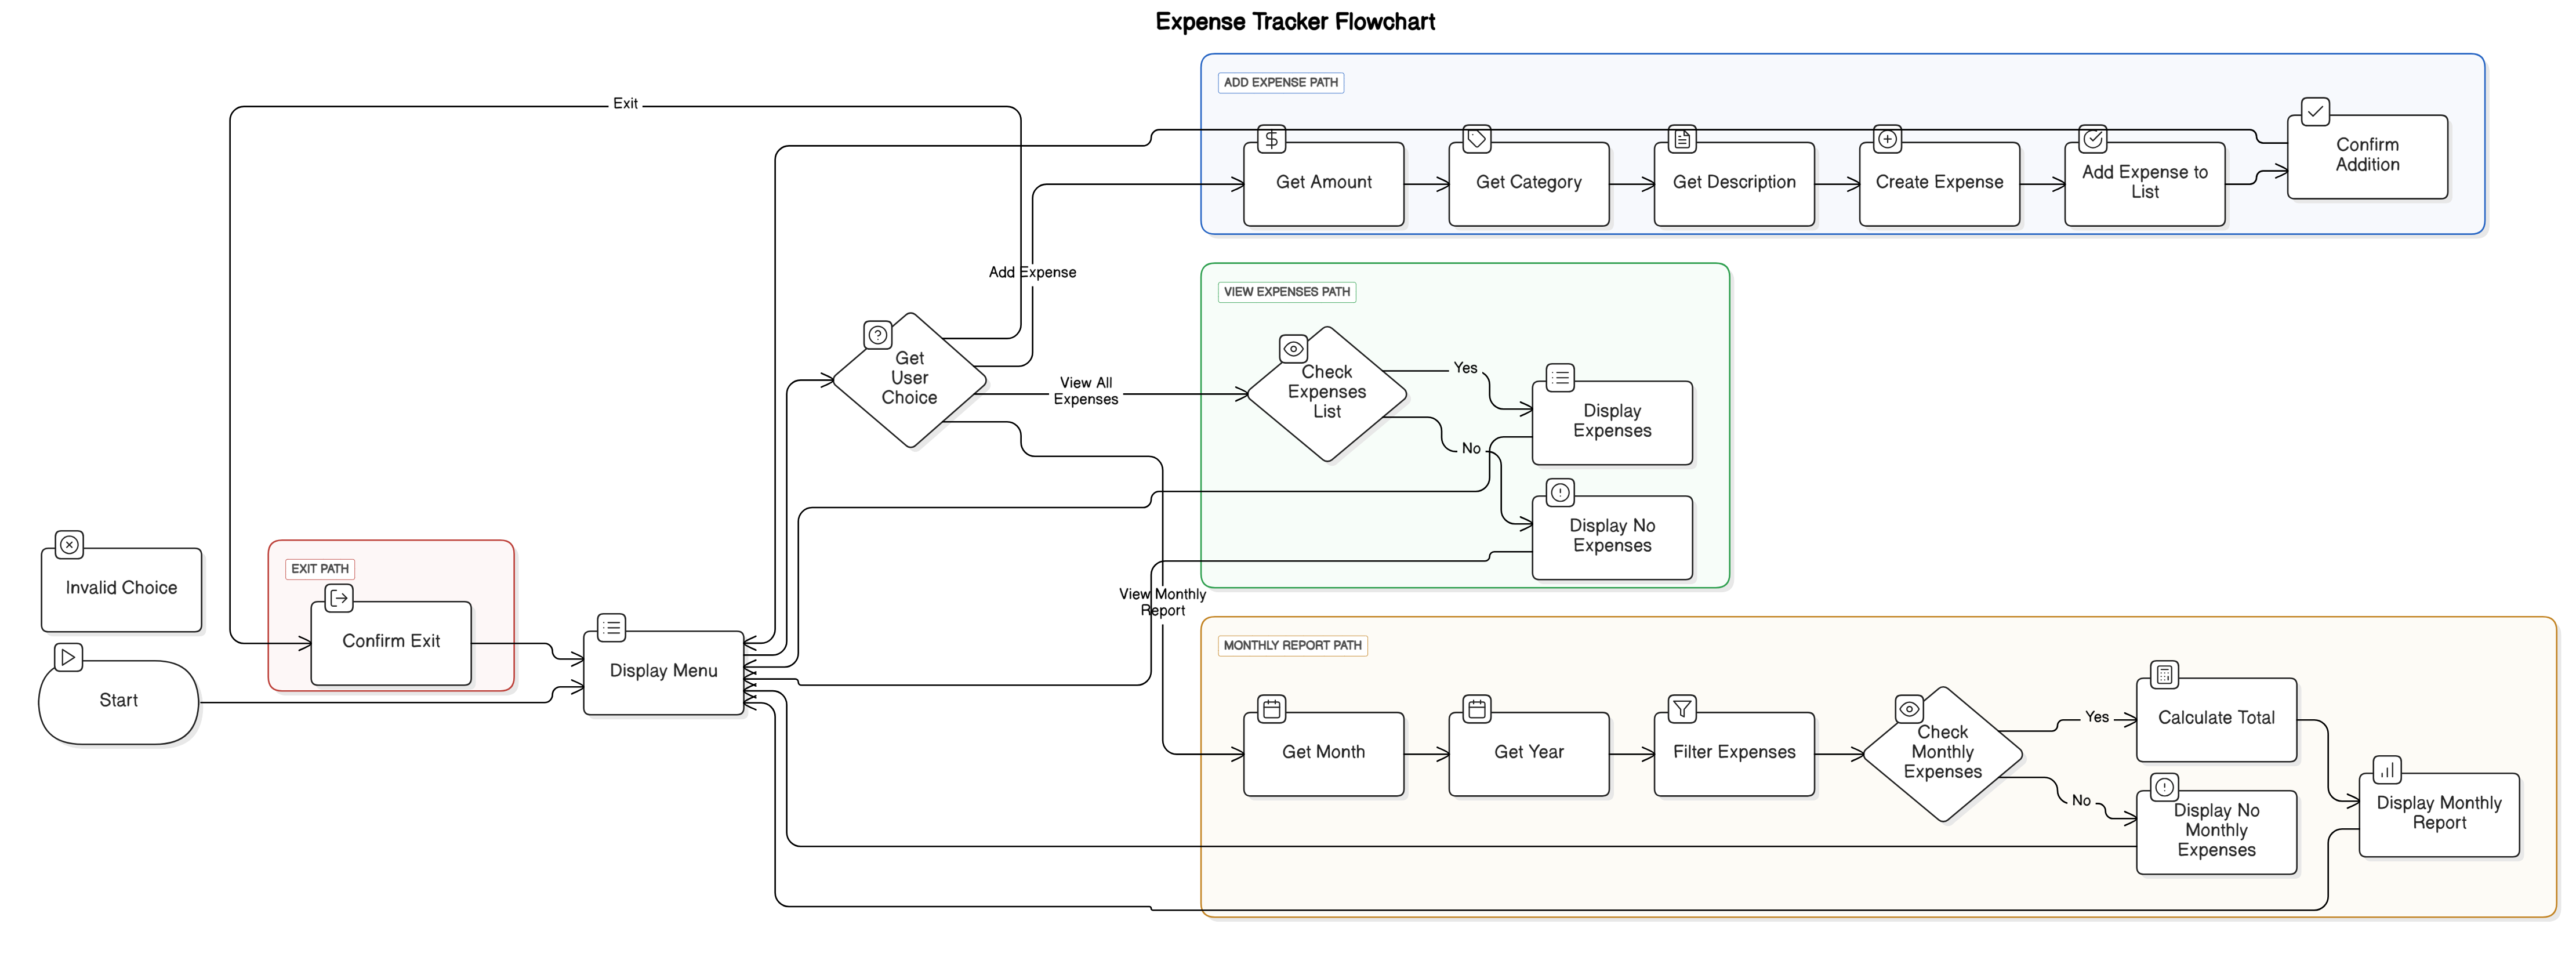 Expense Tracker Flowchart
ADD EXPENSE PATH
Exit
Confirm
Addition
Get Amount
Get Category
Get Description
Create Expense
Add Expense to
List
Add Expense
VIEW EXPENSES PATH
Get
User
Choice
View All
Expenses
Check
Expenses
List
Yes
No
Display
Expenses
Display No
Expenses
Invalid Choice
EXIT PATH
Confirm Exit
Start
Display Menu
View Monthly
Report
MONTHLY REPORT PATH
Get Month
Get Year
Filter Expenses
Check
Monthly
Expenses
Yes
No
Calculate Total
Display No
Monthly
Expenses
Display Monthly
Report